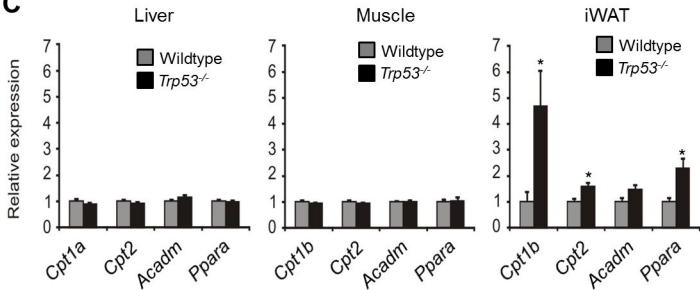 C
Liver
Muscle
iWAT
Relative expression
7
6
5
4
3
2
1
0
Wildtype
Trp53-/-
Cpt1a
Cpt2
Acadm
Ppara
7
6
5
4
3
2
1
0
Wildtype
Trp53-/-
Cpt1b
Cpt2
Acadm
Ppara
7
6
5
4
3
2
1
0
Wildtype
Trp53-/-
*
*
*
Cpt1b
Cpt2
Acadm
Ppara